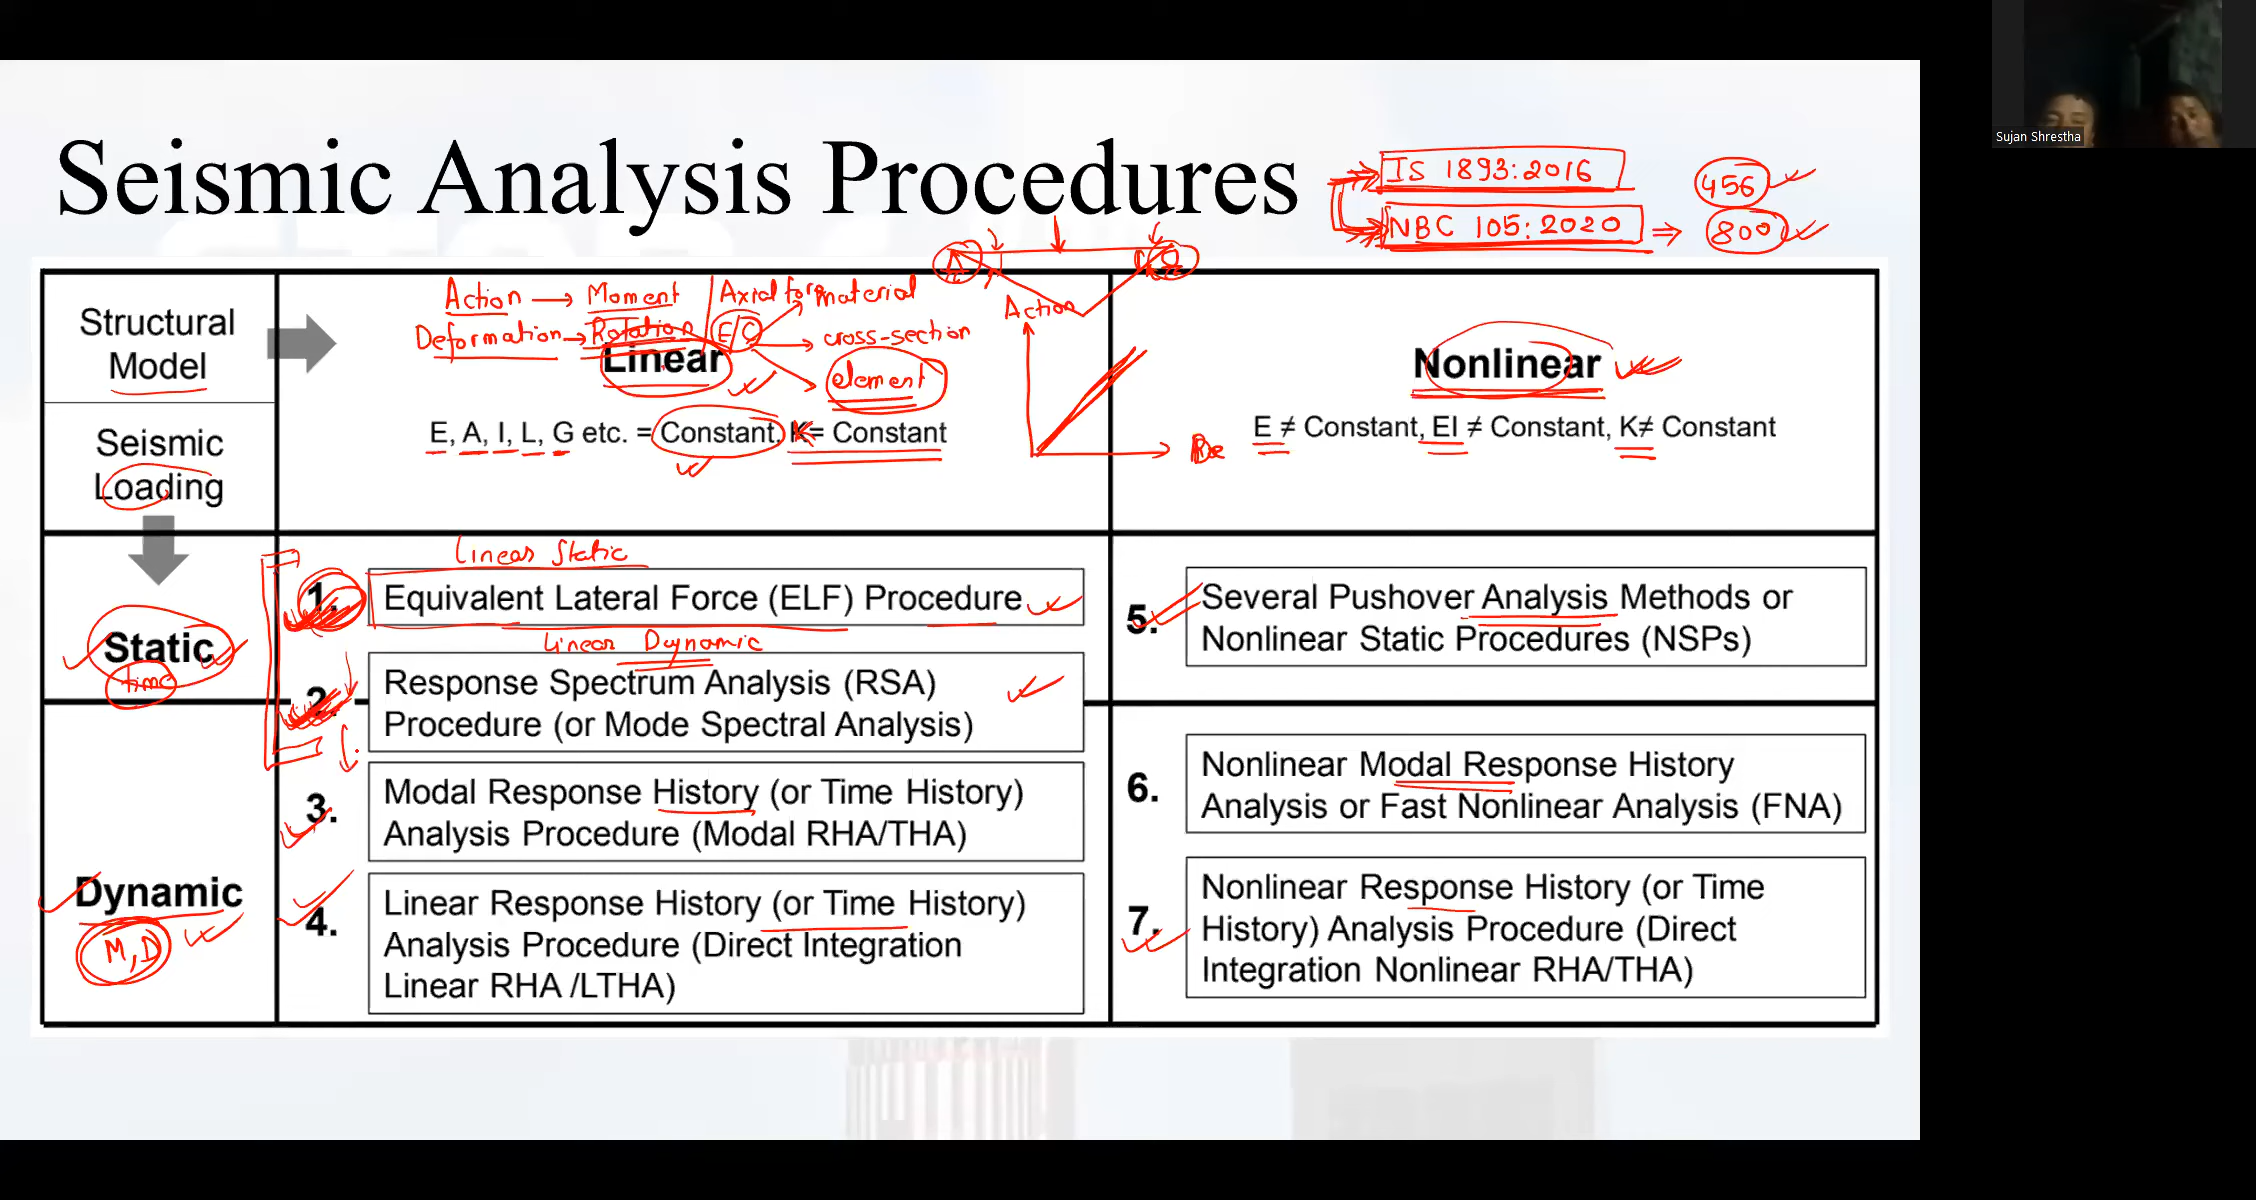 Sujan Shrestha
Seismic Analysis Procedures
IS 1893:2016
456
NBC 105:2020 ⇒ 800
Structural
Model
Action → Moment | Axial force
Deformation → Rotation
E/C
material
cross-section
element
Linear
E, A, I, L, G etc. = Constant, K = Constant
Action
De
Nonlinear
E ≠ Constant, EI ≠ Constant, K≠ Constant
Seismic
Loading
Static
time
Linear Static
1. Equivalent Lateral Force (ELF) Procedure
Linear Dynamic
2. Response Spectrum Analysis (RSA)
Procedure (or Mode Spectral Analysis)
5. Several Pushover Analysis Methods or
Nonlinear Static Procedures (NSPs)
Dynamic
M, D
3. Modal Response History (or Time History)
Analysis Procedure (Modal RHA/THA)
4. Linear Response History (or Time History)
Analysis Procedure (Direct Integration
Linear RHA /LTHA)
6. Nonlinear Modal Response History
Analysis or Fast Nonlinear Analysis (FNA)
7. Nonlinear Response History (or Time
History) Analysis Procedure (Direct
Integration Nonlinear RHA/THA)